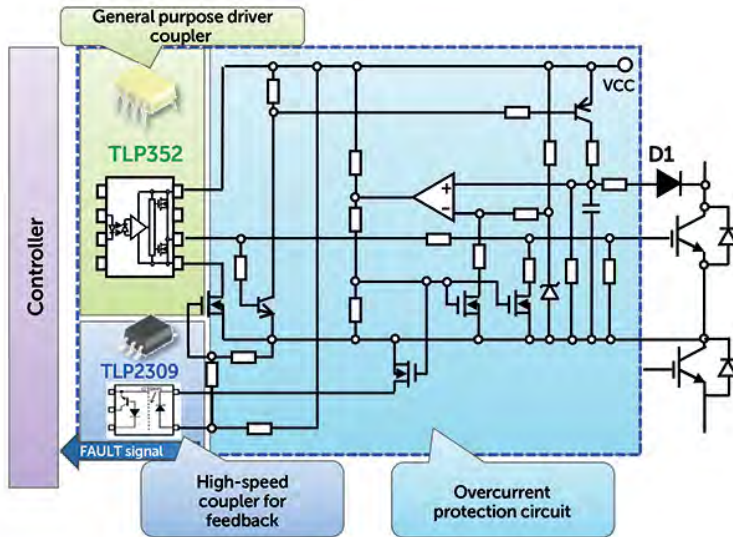 General purpose driver
coupler
VCC
TLP352
D1
+
-
Controller
TLP2309
FAULT signal
High-speed
coupler for
feedback
Overcurrent
protection circuit